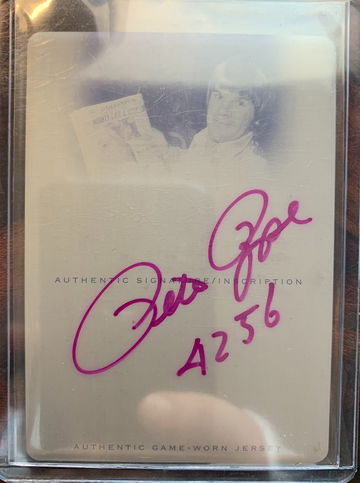 AUTHENTIC SIGNATURE/INSCRIPTION
Pete Rose
4256
AUTHENTIC GAME-WORN JERSEY